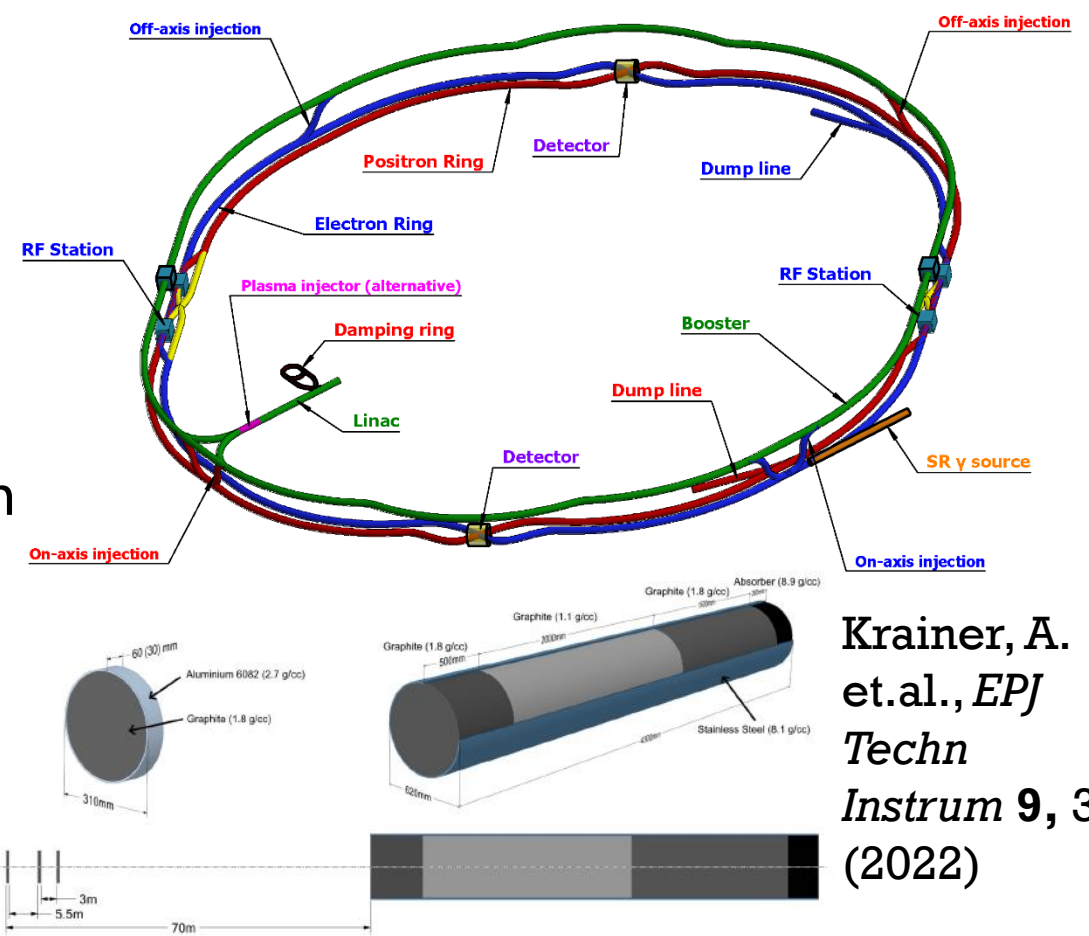 Off-axis injection
Off-axis injection
Detector
Positron Ring
Dump line
Electron Ring
RF Station
RF Station
Plasma injector (alternative)
Damping ring
Booster
Linac
Dump line
Detector
SR γ source
n
On-axis injection
On-axis injection
60 (30) mm
Aluminium 6082 (2.7 g/cc)
Graphite (1.8 g/cc)
310mm
Graphite (1.8 g/cc)
500mm
Graphite (1.1 g/cc)
Graphite (1.8 g/cc)
Absorber (8.9 g/cc)
Stainless Steel (8.1 g/cc)
620mm
3m
5.5m
70m
Krainer, A.
et.al., EPJ
Techn
Instrum 9, 3
(2022)